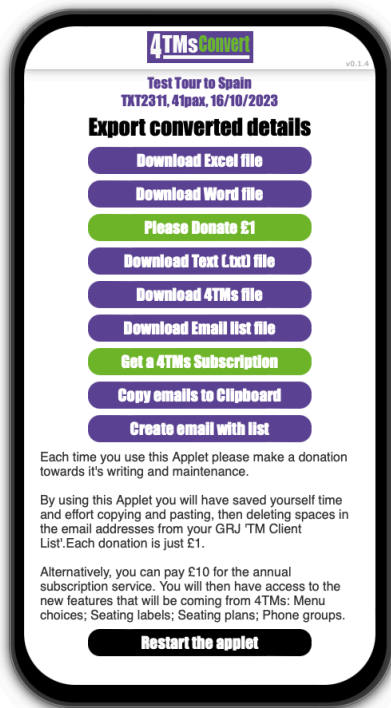 4TMsConvert
v0.1.4
Test Tour to Spain
TXT2311, 41pax, 16/10/2023
Export converted details
Download Excel file
Download Word file
Please Donate £1
Download Text (.txt) file
Download 4TMs file
Download Email list file
Get a 4TMs Subscription
Copy emails to Clipboard
Create email with list
Each time you use this Applet please make a donation
towards it's writing and maintenance.
By using this Applet you will have saved yourself time
and effort copying and pasting, then deleting spaces in
the email addresses from your GRJ 'TM Client
List'.Each donation is just £1.
Alternatively, you can pay £10 for the annual
subscription service. You will then have access to the
new features that will be coming from 4TMs: Menu
choices; Seating labels; Seating plans; Phone groups.
Restart the applet